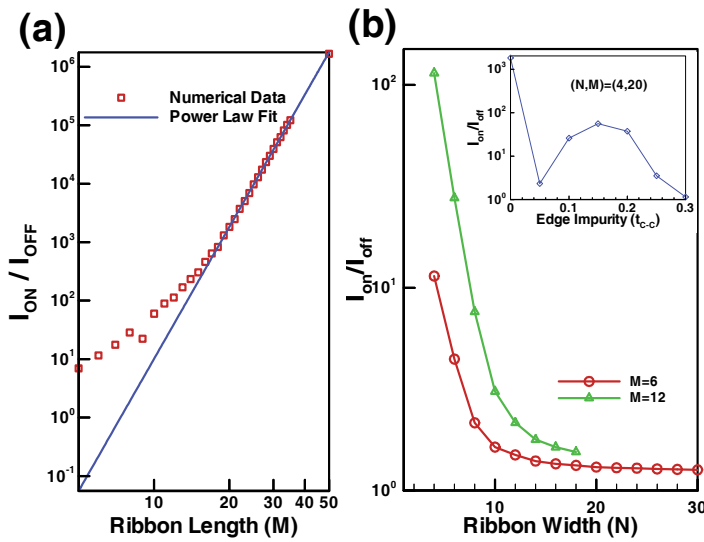 (a)
10^6
10^5
10^4
10^3
10^2
10^1
10^0
10^-1
I_ON / I_OFF
Numerical Data
Power Law Fit
10 20 30 40 50
Ribbon Length (M)
(b)
10^2
10^1
10^0
I_on/I_off
M=6
M=12
10 20 30
Ribbon Width (N)
10^3
10^2
10^1
10^0
I_on/I_off
(N,M)=(4,20)
0 0.1 0.2 0.3
Edge Impurity (t_C-C)